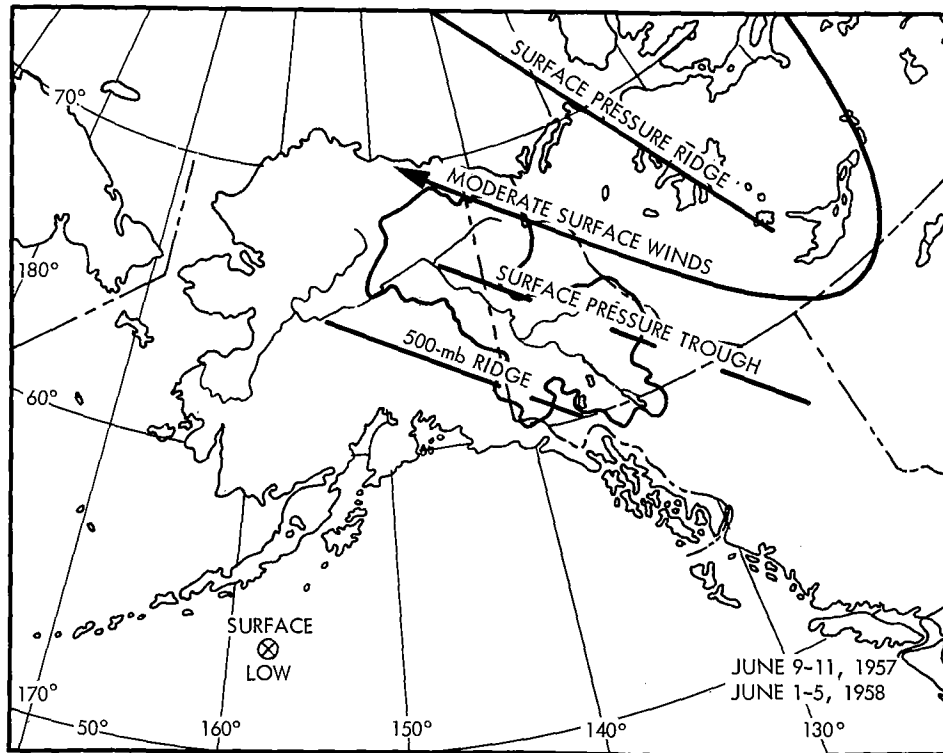 SURFACE PRESSURE RIDGE
70°
MODERATE SURFACE WINDS
180°
SURFACE PRESSURE TROUGH
500-mb RIDGE
60°
SURFACE
LOW
JUNE 9-11, 1957
JUNE 1-5, 1958
170°
50°
160°
150°
140°
130°